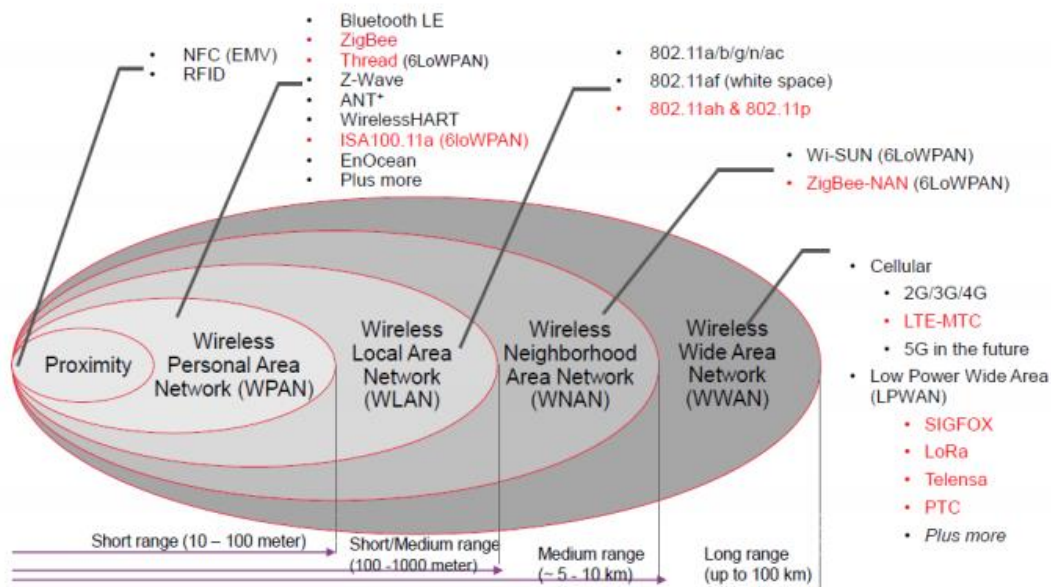 • NFC (EMV)
• RFID
• Bluetooth LE
• ZigBee
• Thread (6LoWPAN)
• Z-Wave
• ANT+
• WirelessHART
• ISA100.11a (6loWPAN)
• EnOcean
• Plus more
• 802.11a/b/g/n/ac
• 802.11af (white space)
• 802.11ah & 802.11p
• Wi-SUN (6LoWPAN)
• ZigBee-NAN (6LoWPAN)
• Cellular
• 2G/3G/4G
• LTE-MTC
• 5G in the future
• Low Power Wide Area
(LPWAN)
• SIGFOX
• LoRa
• Telensa
• PTC
• Plus more
Proximity
Wireless
Personal Area
Network (WPAN)
Wireless
Local Area
Network
(WLAN)
Wireless
Neighborhood
Area Network
(WNAN)
Wireless
Wide Area
Network
(WWAN)
Short range (10 – 100 meter)
Short/Medium range
(100 -1000 meter)
Medium range
(~ 5 - 10 km)
Long range
(up to 100 km)